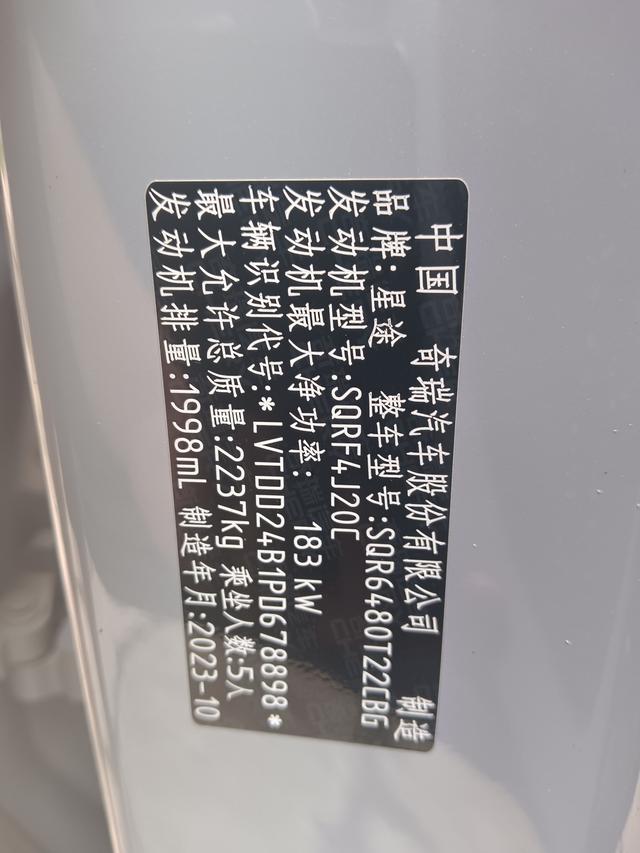 中国 奇瑞汽车股份有限公司 制造
品牌:星途 整车型号:SQR6480T22CBG
发动机型号:SQRF4J20C
发动机最大净功率: 183 kW
车辆识别代号:*LVTDD24B1PD678898*
最大允许总质量:2237kg 乘坐人数:5人
发动机排量:1998mL 制造年月:2023-10